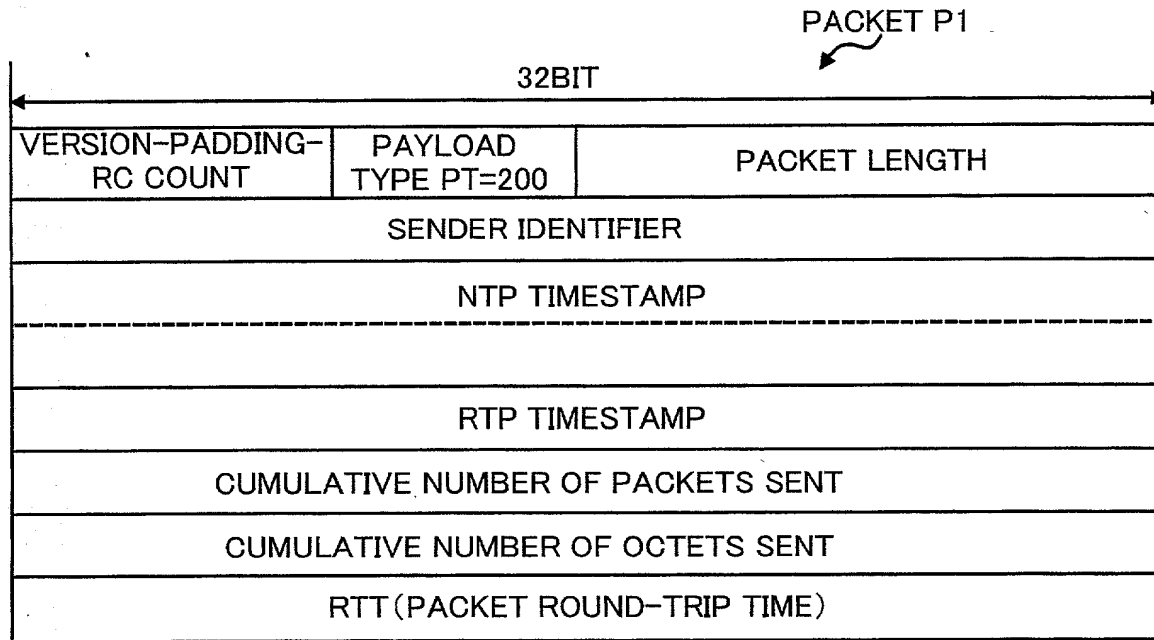 PACKET P1
32BIT
VERSION-PADDING-
RC COUNT
PAYLOAD
TYPE PT=200
PACKET LENGTH
SENDER IDENTIFIER
NTP TIMESTAMP
RTP TIMESTAMP
CUMULATIVE NUMBER OF PACKETS SENT
CUMULATIVE NUMBER OF OCTETS SENT
RTT(PACKET ROUND-TRIP TIME)